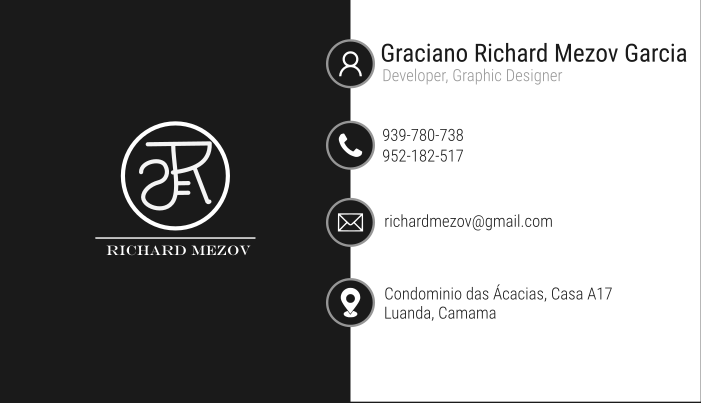 RICHARD MEZOV
Graciano Richard Mezov Garcia
Developer, Graphic Designer
939-780-738
952-182-517
richardmezov@gmail.com
Condominio das Ácacias, Casa A17
Luanda, Camama